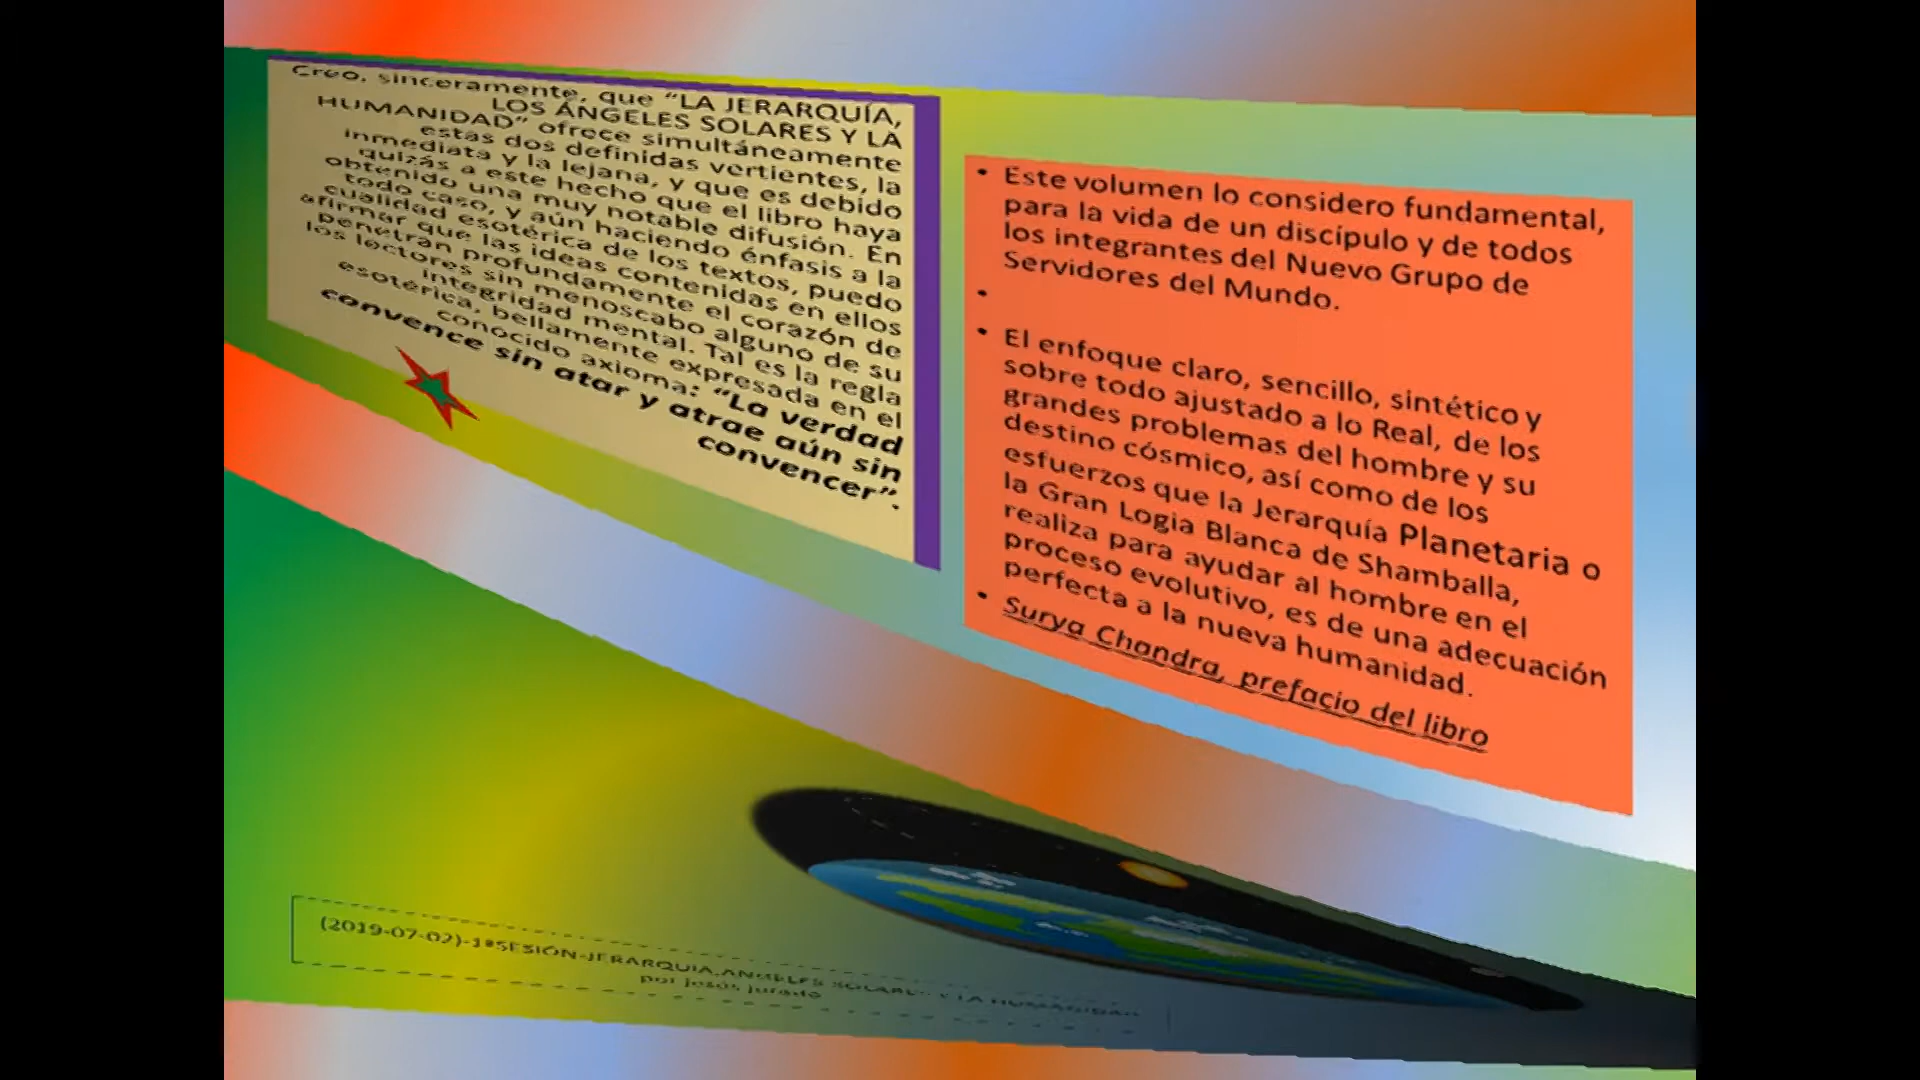 Creo, sinceramente, que “LA JERARQUÍA,
LOS ÁNGELES SOLARES Y LA
HUMANIDAD” ofrece simultáneamente
estas dos definidas vertientes, la
inmediata y la lejana, y que es debido
quizás a este hecho que el libro haya
obtenido una muy notable difusión. En
todo caso, y aún haciendo énfasis a la
cualidad esotérica de los textos, puedo
afirmar que las ideas contenidas en ellos
penetran profundamente el corazón de
los lectores sin menoscabo alguno de su
integridad mental. Tal es la regla
esotérica, bellamente expresada en el
conocido axioma: “La verdad
convence sin atar y atrae aún sin
convencer”.
• Este volumen lo considero fundamental,
para la vida de un discípulo y de todos
los integrantes del Nuevo Grupo de
Servidores del Mundo.
•
• El enfoque claro, sencillo, sintético y
sobre todo ajustado a lo Real, de los
grandes problemas del hombre y su
destino cósmico, así como de los
esfuerzos que la Jerarquía Planetaria o
la Gran Logia Blanca de Shamballa,
realiza para ayudar al hombre en el
proceso evolutivo, es de una adecuación
perfecta a la nueva humanidad.
• Surya Chandra, prefacio del libro
(2019-07-02)-1ªSESIÓN-JERARQUIA,ANGELES SOLARES Y LA HUMANIDAD
por Jesús Jurado